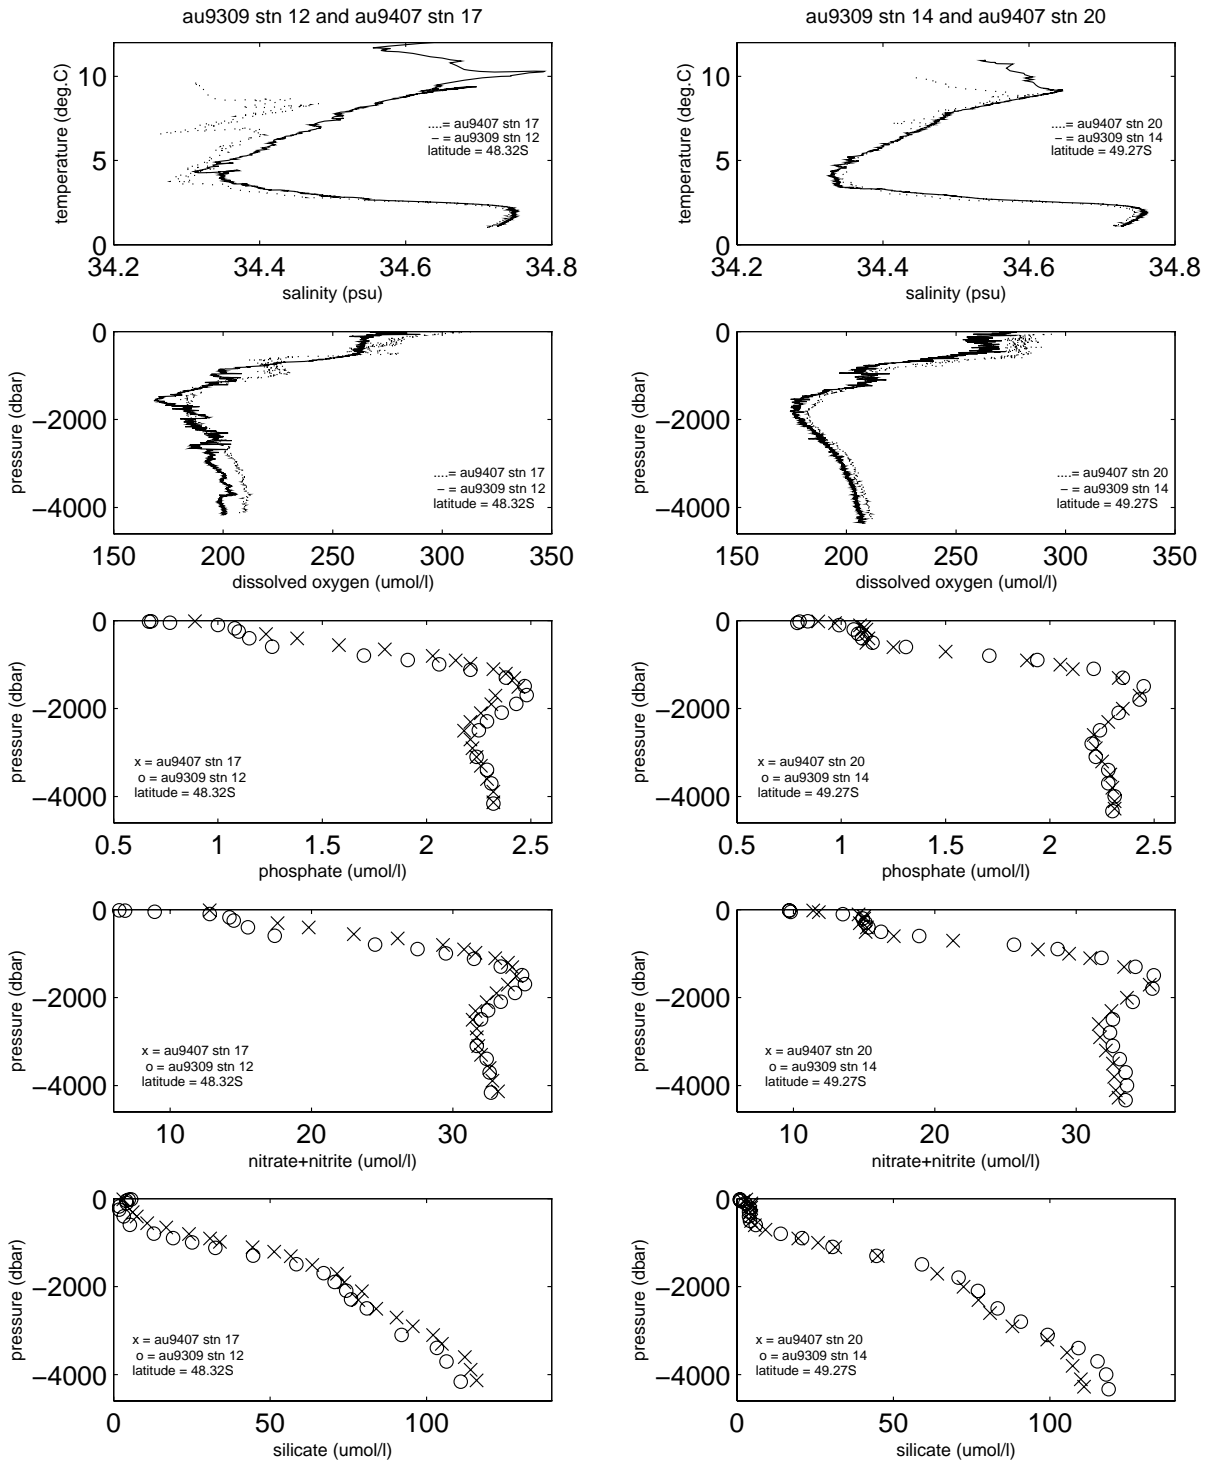 au9309 stn 12 and au9407 stn 17
temperature (deg.C)
10
5
0
....= au9407 stn 17
– = au9309 stn 12
latitude = 48.32S
34.2 34.4 34.6 34.8
salinity (psu)
pressure (dbar)
0
−2000
−4000
....= au9407 stn 17
– = au9309 stn 12
latitude = 48.32S
150 200 250 300 350
dissolved oxygen (umol/l)
pressure (dbar)
0
−2000
−4000
x = au9407 stn 17
o = au9309 stn 12
latitude = 48.32S
0.5 1 1.5 2 2.5
phosphate (umol/l)
pressure (dbar)
0
−2000
−4000
x = au9407 stn 17
o = au9309 stn 12
latitude = 48.32S
10 20 30
nitrate+nitrite (umol/l)
pressure (dbar)
0
−2000
−4000
x = au9407 stn 17
o = au9309 stn 12
latitude = 48.32S
0 50 100
silicate (umol/l)
au9309 stn 14 and au9407 stn 20
temperature (deg.C)
10
5
0
....= au9407 stn 20
– = au9309 stn 14
latitude = 49.27S
34.2 34.4 34.6 34.8
salinity (psu)
pressure (dbar)
0
−2000
−4000
....= au9407 stn 20
– = au9309 stn 14
latitude = 49.27S
150 200 250 300 350
dissolved oxygen (umol/l)
pressure (dbar)
0
−2000
−4000
x = au9407 stn 20
o = au9309 stn 14
latitude = 49.27S
0.5 1 1.5 2 2.5
phosphate (umol/l)
pressure (dbar)
0
−2000
−4000
x = au9407 stn 20
o = au9309 stn 14
latitude = 49.27S
10 20 30
nitrate+nitrite (umol/l)
pressure (dbar)
0
−2000
−4000
x = au9407 stn 20
o = au9309 stn 14
latitude = 49.27S
0 50 100
silicate (umol/l)